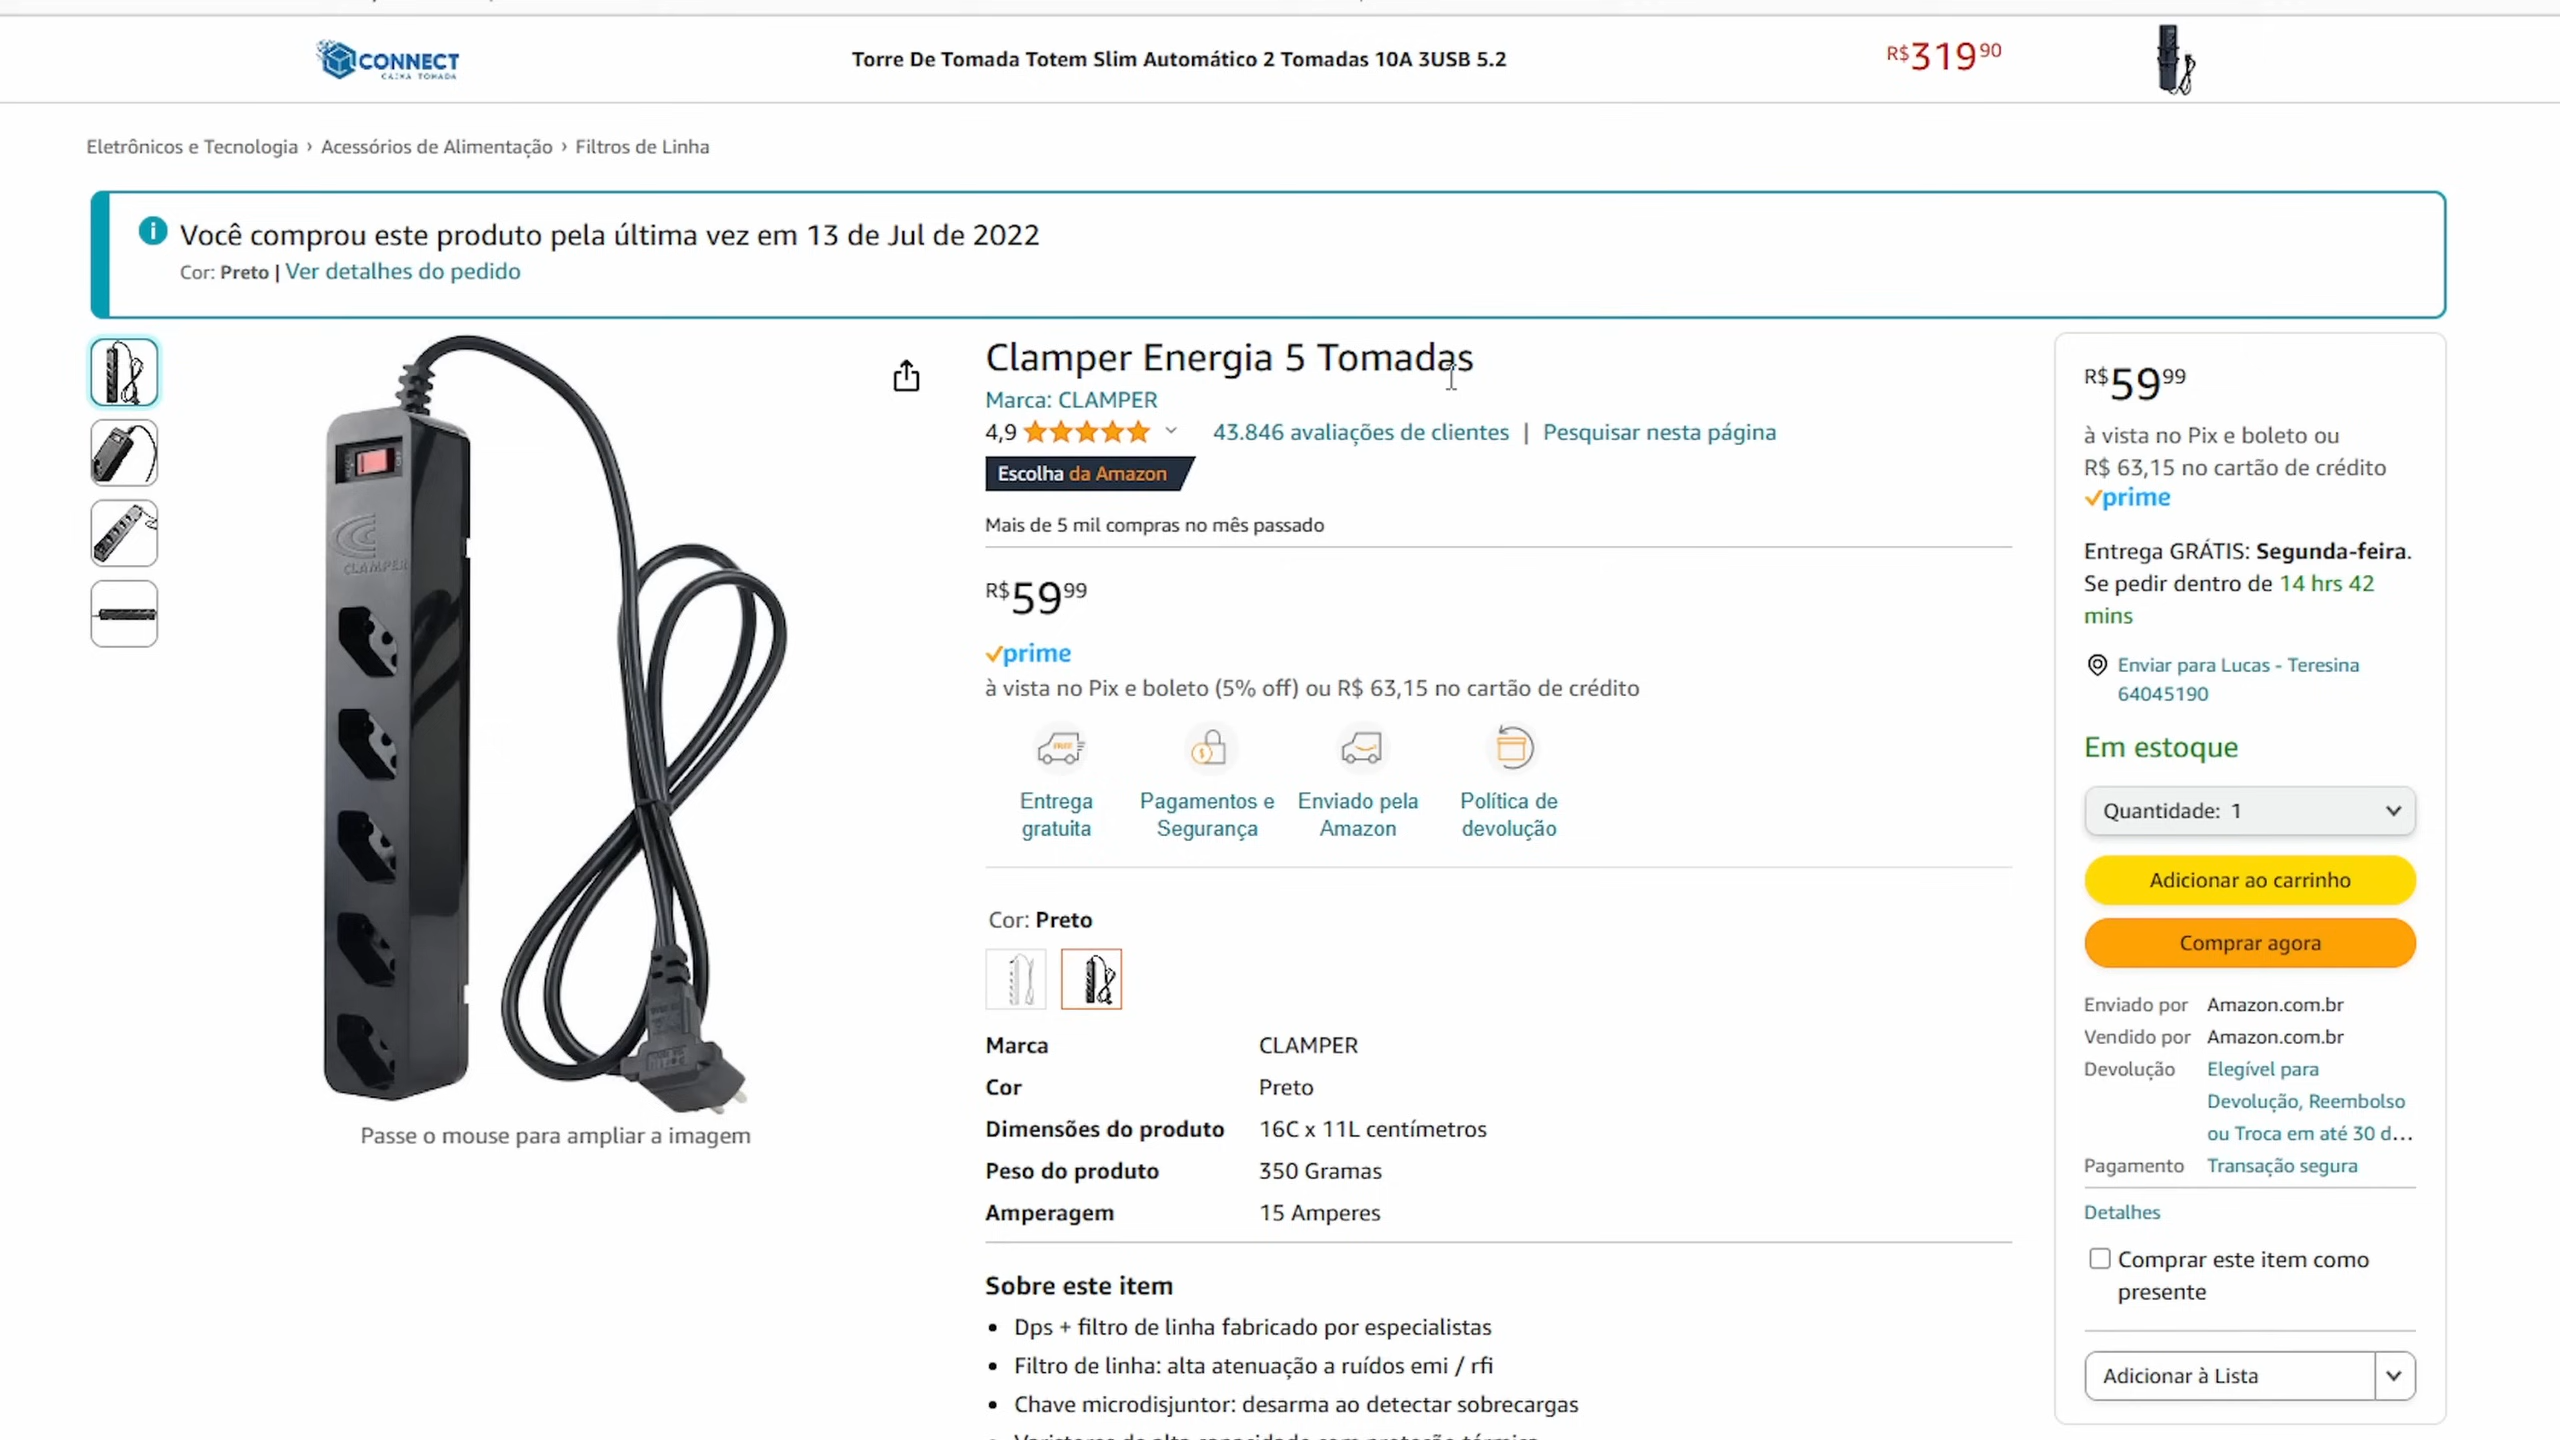 CONNECT
CAIXA TOMADA
Torre De Tomada Totem Slim Automático 2 Tomadas 10A 3USB 5.2
R$319 90
Eletrônicos e Tecnologia › Acessórios de Alimentação › Filtros de Linha
Você comprou este produto pela última vez em 13 de Jul de 2022
Cor: Preto | Ver detalhes do pedido
CLAMPER
Passe o mouse para ampliar a imagem
Clamper Energia 5 Tomadas
Marca: CLAMPER
4,9 43.846 avaliações de clientes | Pesquisar nesta página
Escolha da Amazon
Mais de 5 mil compras no mês passado
R$59 99
prime
à vista no Pix e boleto (5% off) ou R$ 63,15 no cartão de crédito
Entrega gratuita
Pagamentos e Segurança
Enviado pela Amazon
Política de devolução
Cor: Preto
Marca CLAMPER
Cor Preto
Dimensões do produto 16C x 11L centímetros
Peso do produto 350 Gramas
Amperagem 15 Amperes
Sobre este item
Dps + filtro de linha fabricado por especialistas
Filtro de linha: alta atenuação a ruídos emi / rfi
Chave microdisjuntor: desarma ao detectar sobrecargas
R$59 99
à vista no Pix e boleto ou
R$ 63,15 no cartão de crédito
prime
Entrega GRÁTIS: Segunda-feira.
Se pedir dentro de 14 hrs 42
mins
Enviar para Lucas - Teresina
64045190
Em estoque
Quantidade: 1
Adicionar ao carrinho
Comprar agora
Enviado por Amazon.com.br
Vendido por Amazon.com.br
Devolução Elegível para
Devolução, Reembolso
ou Troca em até 30 d...
Pagamento Transação segura
Detalhes
Comprar este item como
presente
Adicionar à Lista